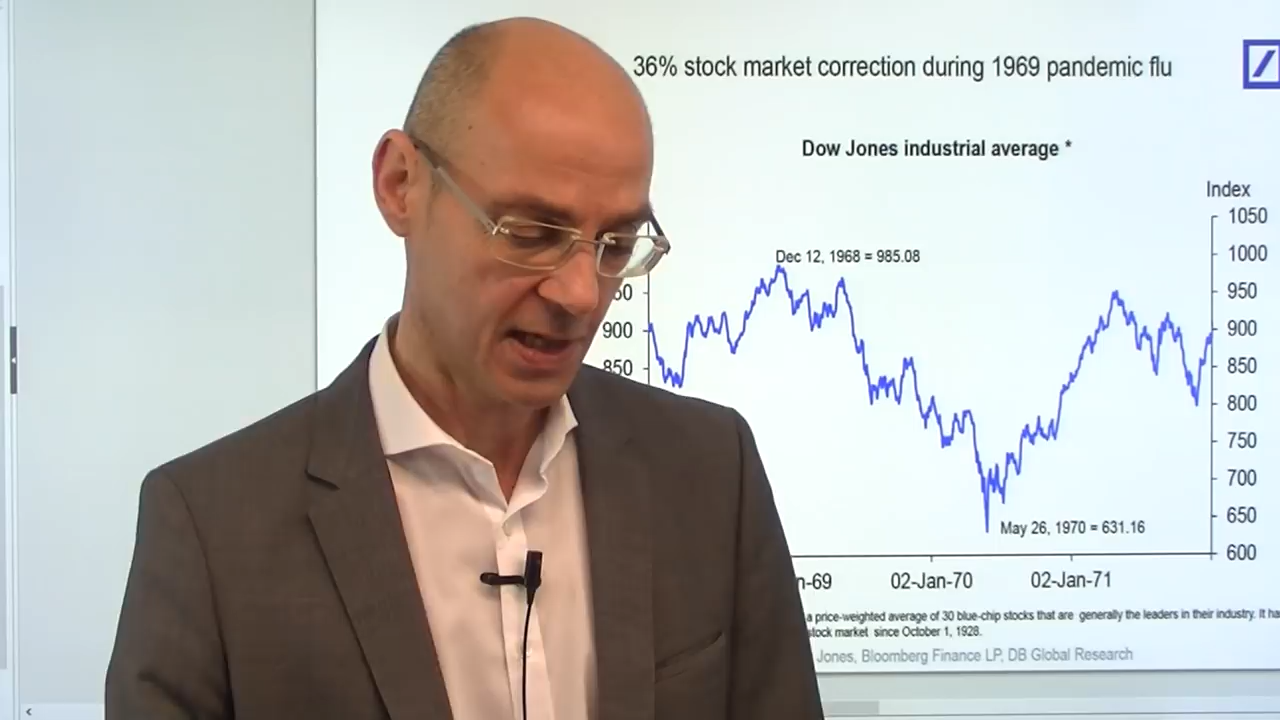 36% stock market correction during 1969 pandemic flu
Dow Jones industrial average *
Index
1050
Dec 12, 1968 = 985.08
1000
950
900
900
850
850
800
750
700
650
May 26, 1970 = 631.16
600
02-Jan-70
02-Jan-71
a price-weighted average of 30 blue-chip stocks that are generally the leaders in their industry. It
market since October 1, 1928.
Jones, Bloomberg Finance LP, DB Global Research